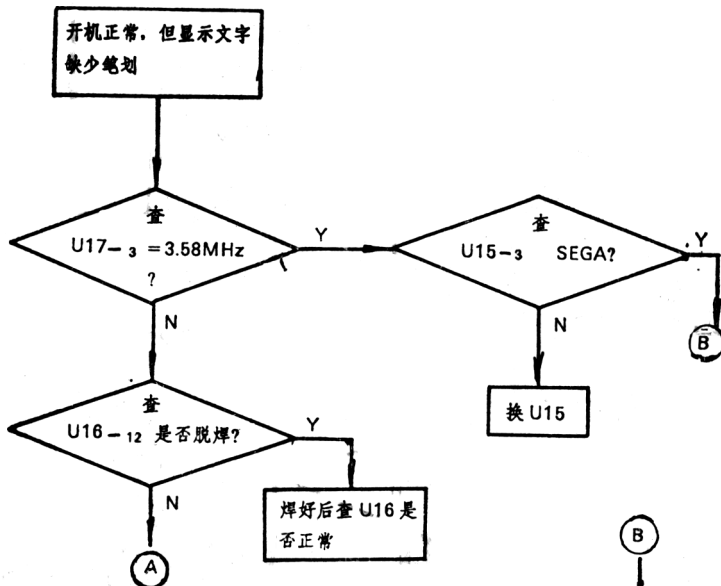 开机正常，但显示文字
缺少笔划
查
U17-3 =3.58MHz
?
Y
N
查
U15-3 SEGA?
Y
N
B
换U15
查
U16-12 是否脱焊?
Y
N
焊好后查U16是
否正常
A
B